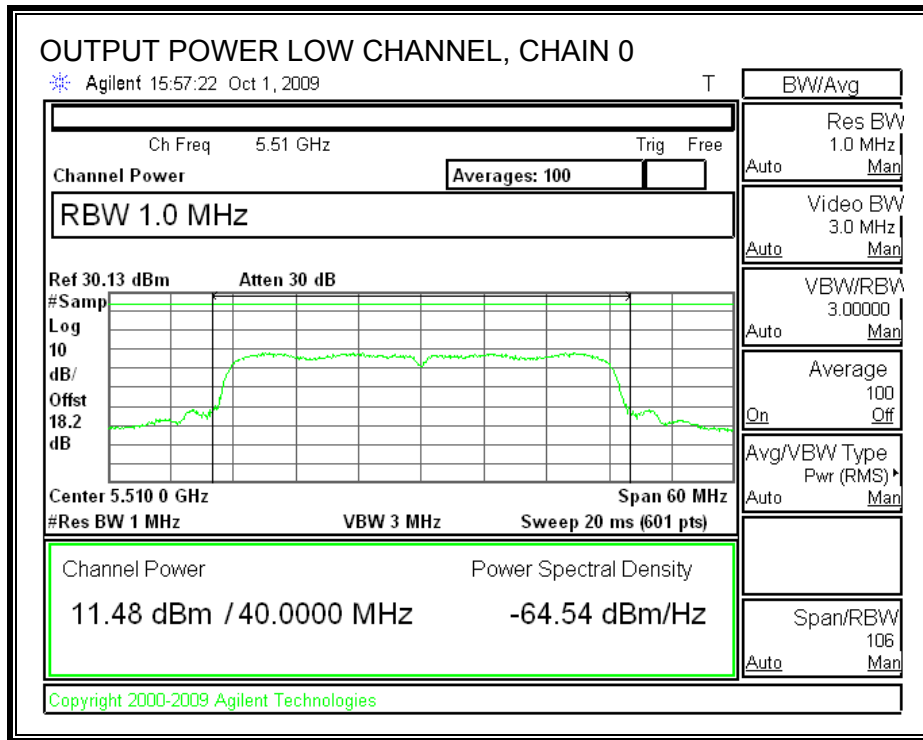 OUTPUT POWER LOW CHANNEL, CHAIN 0
Agilent 15:57:22 Oct 1, 2009 T
BW/Avg
Ch Freq 5.51 GHz Trig Free
Channel Power Averages: 100
RBW 1.0 MHz
Ref 30.13 dBm Atten 30 dB
#Samp
Log
10
dB/
Offst
18.2
dB
Center 5.510 0 GHz Span 60 MHz
#Res BW 1 MHz VBW 3 MHz Sweep 20 ms (601 pts)
Channel Power Power Spectral Density
11.48 dBm / 40.0000 MHz -64.54 dBm/Hz
Copyright 2000-2009 Agilent Technologies
Res BW
1.0 MHz
Auto Man
Video BW
3.0 MHz
Auto Man
VBW/RBW
3.00000
Auto Man
Average
100
On Off
Avg/VBW Type
Pwr (RMS)
Auto Man
Span/RBW
106
Auto Man